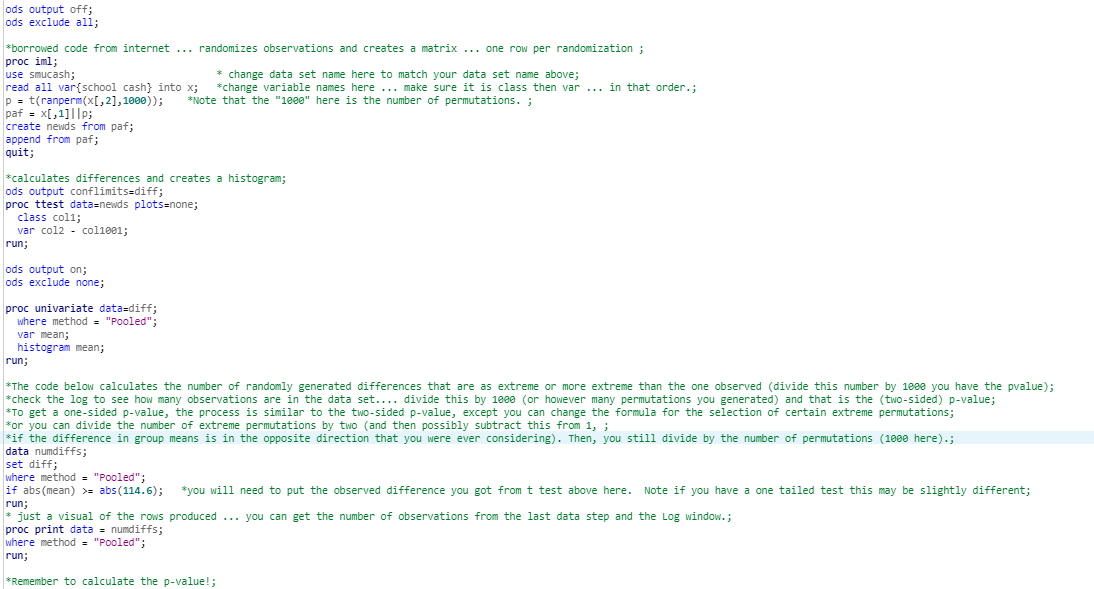 ods output off;
ods exclude all;
*borrowed code from internet ... randomizes observations and creates a matrix ... one row per randomization ;
proc iml;
use smucash; * change data set name here to match your data set name above;
read all var{school cash} into x; *change variable names here ... make sure it is class then var ... in that order.;
p = t(ranperm(x[,2],1000)); *Note that the "1000" here is the number of permutations. ;
paf = x[,1]||p;
create newds from paf;
append from paf;
quit;
*calculates differences and creates a histogram;
ods output conflimits=diff;
proc ttest data=newds plots=none;
class col1;
var col2 - col1001;
run;
ods output on;
ods exclude none;
proc univariate data=diff;
where method = "Pooled";
var mean;
histogram mean;
run;
*The code below calculates the number of randomly generated differences that are as extreme or more extreme than the one observed (divide this number by 1000 you have the pvalue);
*check the log to see how many observations are in the data set.... divide this by 1000 (or however many permutations you generated) and that is the (two-sided) p-value;
*To get a one-sided p-value, the process is similar to the two-sided p-value, except you can change the formula for the selection of certain extreme permutations;
*or you can divide the number of extreme permutations by two (and then possibly subtract this from 1, ;
*if the difference in group means is in the opposite direction that you were ever considering). Then, you still divide by the number of permutations (1000 here).;
data numdiffs;
set diff;
where method = "Pooled";
if abs(mean) >= abs(114.6); *you will need to put the observed difference you got from t test above here. Note if you have a one tailed test this may be slightly different;
run;
* just a visual of the rows produced ... you can get the number of observations from the last data step and the Log window.;
proc print data = numdiffs;
where method = "Pooled";
run;
*Remember to calculate the p-value!;